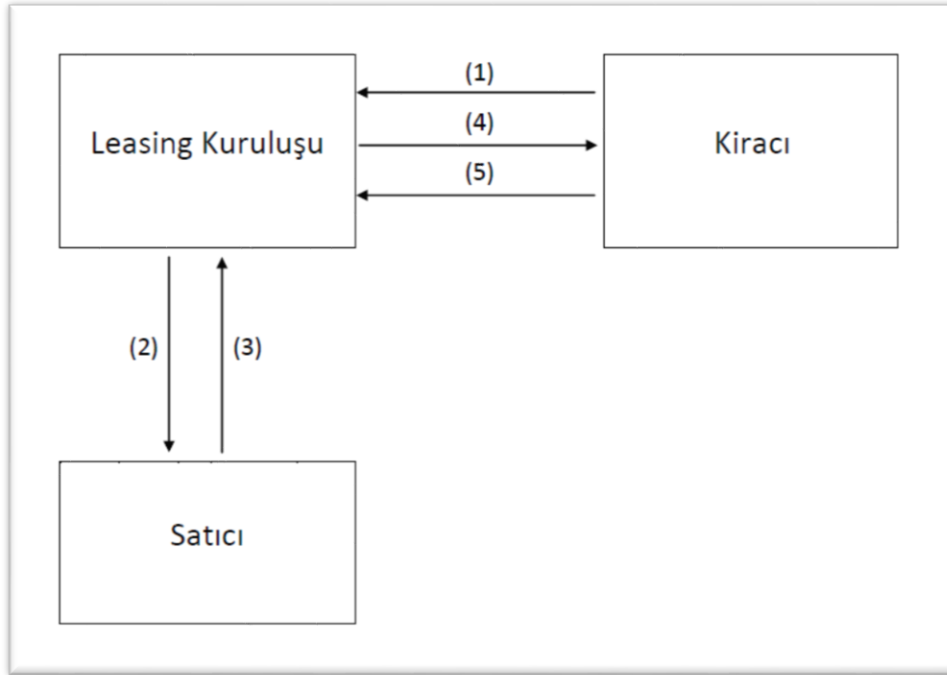 (1)
Leasing Kuruluşu
(4)
Kiracı
(5)
(2)
(3)
Satıcı